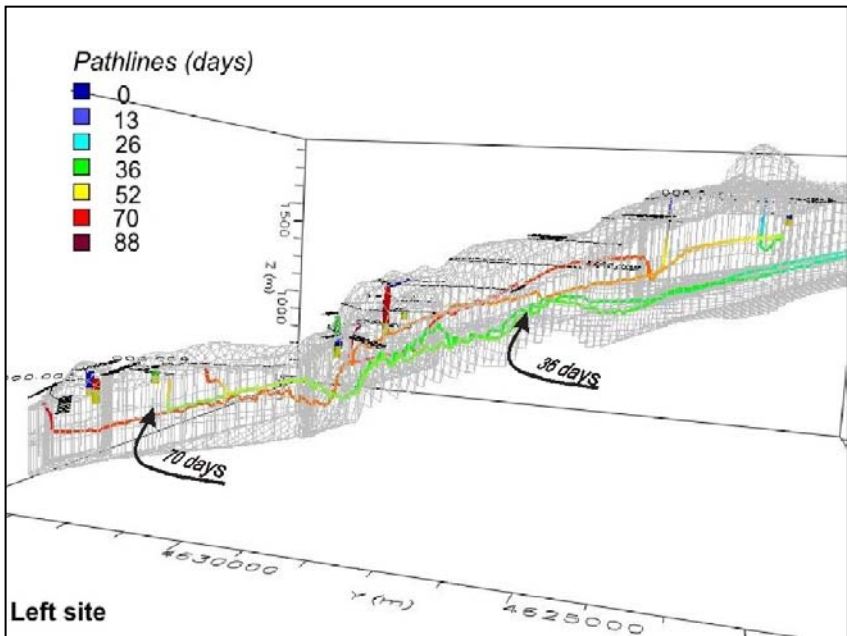 Pathlines (days)
0
13
26
36
52
70
88
1500
1000
Z (m)
36 days
70 days
4630000
Y (m)
4625000
Left site